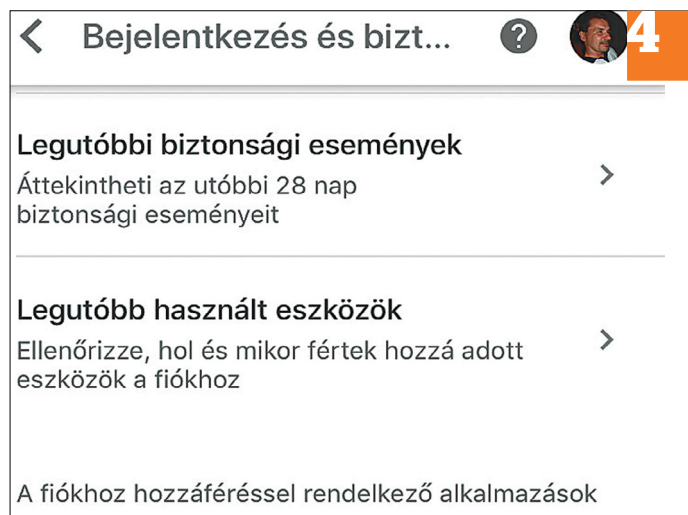 Bejelentkezés és bizt...
4
Legutóbbi biztonsági események
Áttekintheti az utóbbi 28 nap
biztonsági eseményeit
Legutóbb használt eszközök
Ellenőrizze, hol és mikor fértek hozzá adott
eszközök a fiókhoz
A fiókhoz hozzáféréssel rendelkező alkalmazások